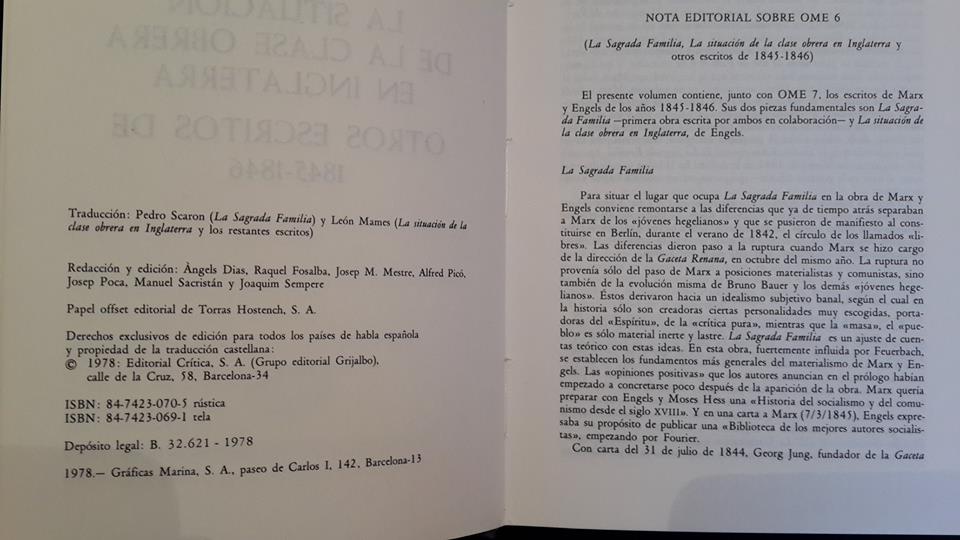 LA SITUACIÓN
DE LA CLASE OBRERA
EN INGLATERRA
OTROS ESCRITOS DE
1845-1846
Traducción: Pedro Scaron (La Sagrada Familia) y León Mames (La situación de la
clase obrera en Inglaterra y los restantes escritos)
Redacción y edición: Àngels Dias, Raquel Fosalba, Josep M. Mestre, Alfred Picó,
Josep Poca, Manuel Sacristán y Joaquim Sempere
Papel offset editorial de Torras Hostench, S. A.
Derechos exclusivos de edición para todos los países de habla española
y propiedad de la traducción castellana:
© 1978: Editorial Crítica, S. A. (Grupo editorial Grijalbo),
calle de la Cruz, 58, Barcelona-34
ISBN: 84-7423-070-5 rústica
ISBN: 84-7423-069-1 tela
Depósito legal: B. 32.621 - 1978
1978.— Gráficas Marina, S. A., paseo de Carlos I, 142, Barcelona-13
NOTA EDITORIAL SOBRE OME 6
(La Sagrada Familia, La situación de la clase obrera en Inglaterra y
otros escritos de 1845-1846)
El presente volumen contiene, junto con OME 7, los escritos de Marx
y Engels de los años 1845-1846. Sus dos piezas fundamentales son La Sagra-
da Familia —primera obra escrita por ambos en colaboración— y La situación de
la clase obrera en Inglaterra, de Engels.
La Sagrada Familia
Para situar el lugar que ocupa La Sagrada Familia en la obra de Marx y
Engels conviene remontarse a las diferencias que ya de tiempo atrás separaban
a Marx de los «jóvenes hegelianos» y que se pusieron de manifiesto al cons-
tituirse en Berlín, durante el verano de 1842, el círculo de los llamados «li-
bres». Las diferencias dieron paso a la ruptura cuando Marx se hizo cargo
de la dirección de la Gaceta Renana, en octubre del mismo año. La ruptura no
provenía sólo del paso de Marx a posiciones materialistas y comunistas, sino
también de la evolución misma de Bruno Bauer y los demás «jóvenes hege-
lianos». Éstos derivaron hacia un idealismo subjetivo banal, según el cual en
la historia sólo son creadoras ciertas personalidades muy escogidas, porta-
doras del «Espíritu», de la «crítica pura», mientras que la «masa», el «pue-
blo» es sólo material inerte y lastre. La Sagrada Familia es un ajuste de cuen-
tas teórico con estas ideas. En esta obra, fuertemente influida por Feuerbach,
se establecen los fundamentos más generales del materialismo de Marx y En-
gels. Las «opiniones positivas» que los autores anuncian en el prólogo habían
empezado a concretarse poco después de la aparición de la obra. Marx quería
preparar con Engels y Moses Hess una «Historia del socialismo y del comu-
nismo desde el siglo XVIII». Y en una carta a Marx (7/3/1845), Engels expre-
saba su propósito de publicar una «Biblioteca de los mejores autores socialis-
tas», empezando por Fourier.
Con carta del 31 de julio de 1844, Georg Jung, fundador de la Gaceta